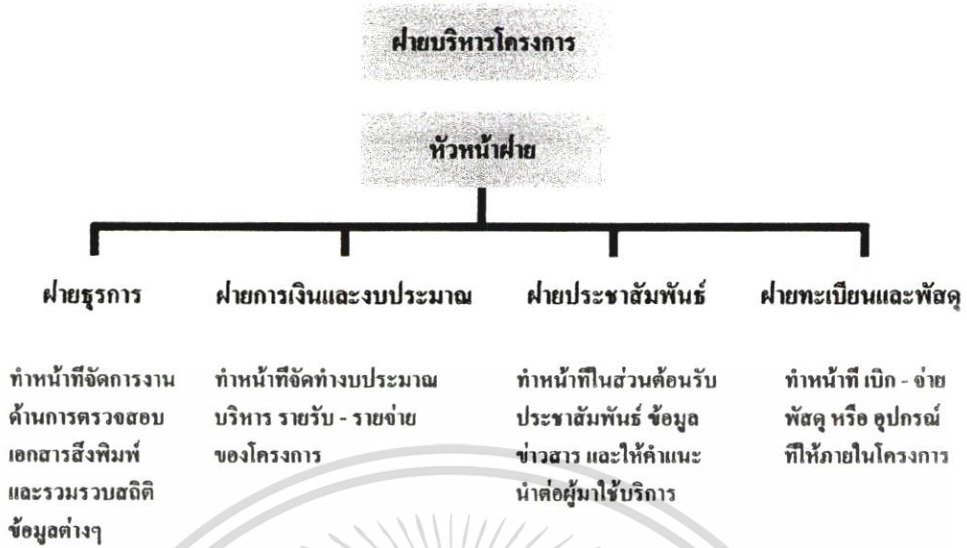 ฝ่ายบริหารโครงการ
หัวหน้าฝ่าย
ฝ่ายธุรการ
ทำหน้าที่จัดการงาน
ด้านการตรวจสอบ
เอกสารสิ่งพิมพ์
และรวมรวบสถิติ
ข้อมูลต่างๆ
ฝ่ายการเงินและงบประมาณ
ทำหน้าที่จัดทำงบประมาณ
บริหาร รายรับ - รายจ่าย
ของโครงการ
ฝ่ายประชาสัมพันธ์
ทำหน้าที่ในส่วนต้อนรับ
ประชาสัมพันธ์ ข้อมูล
ข่าวสาร และให้คำแนะ
นำต่อผู้มาใช้บริการ
ฝ่ายทะเบียนและพัสดุ
ทำหน้าที่ เบิก - จ่าย
พัสดุ หรือ อุปกรณ์
ที่ให้ภายในโครงการ